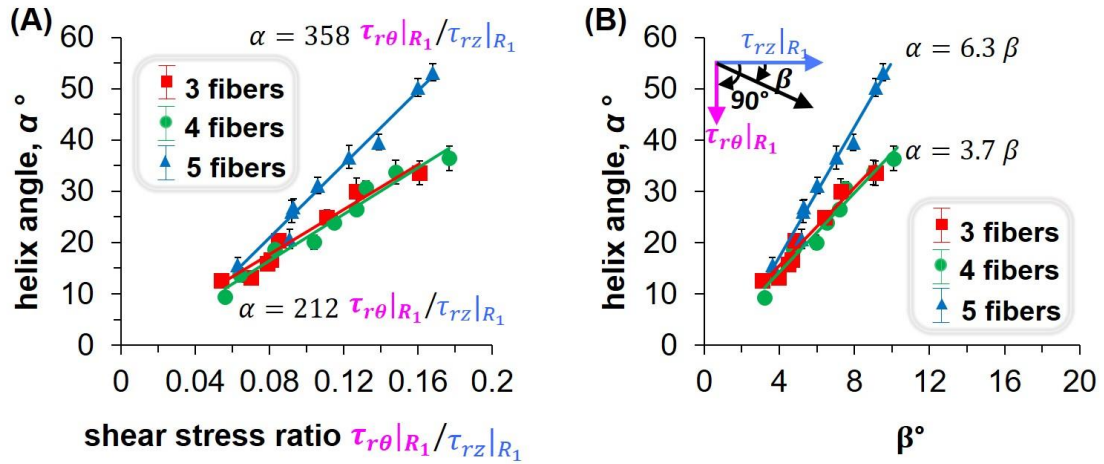 (A)
α = 358 τrθ|R1/τrz|R1
60
50
40
30
20
10
0
helix angle, α°
3 fibers
4 fibers
5 fibers
α = 212 τrθ|R1/τrz|R1
0 0.04 0.08 0.12 0.16 0.2
shear stress ratio τrθ|R1/τrz|R1
(B)
60
50
40
30
20
10
0
helix angle, α°
τrz|R1
β
90°
τrθ|R1
α = 6.3 β
α = 3.7 β
3 fibers
4 fibers
5 fibers
0 4 8 12 16 20
β°